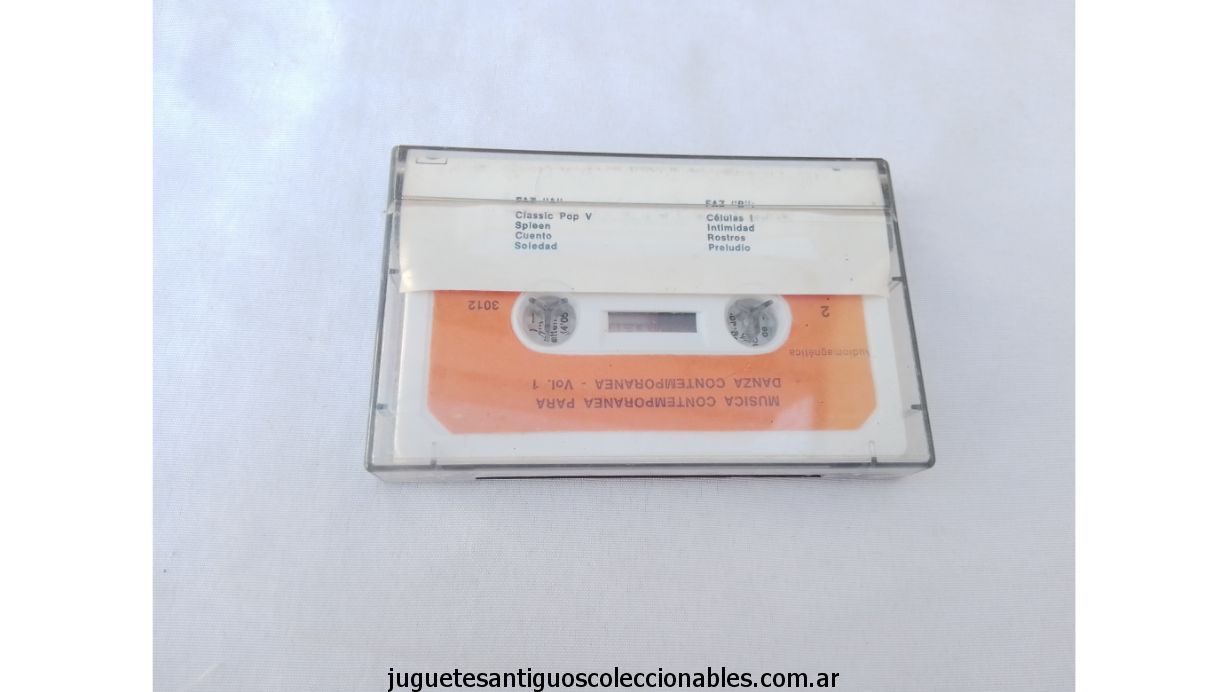 FAZ "A" FAZ "B":
Classic Pop V Células I
Spleen Intimidad
Cuento Rostros
Soledad Preludio
3012 2
Audiomagnética
MUSICA CONTEMPORANEA PARA
DANZA CONTEMPORANEA - Vol. 1
juguetesantiguoscoleccionables.com.ar